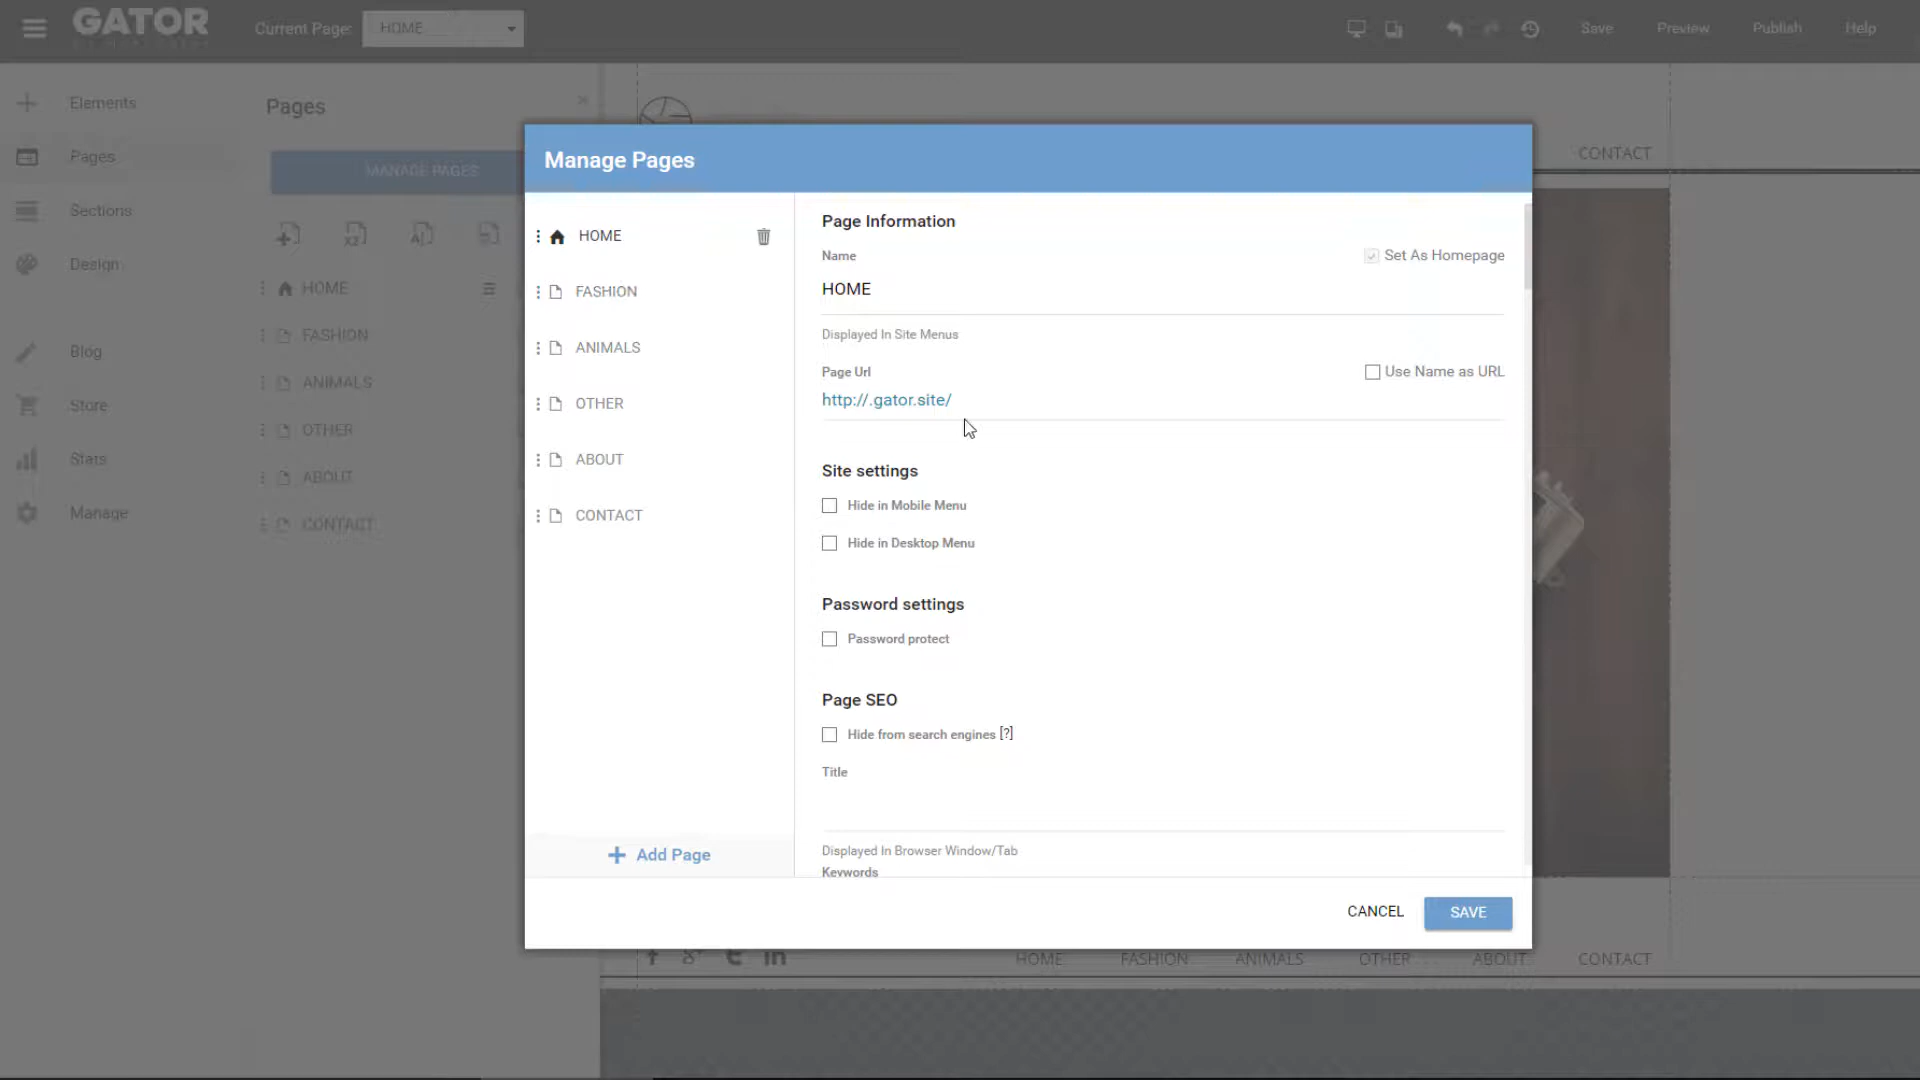 GATOR
Current Page: HOME
Save
Preview
Publish
Help
Elements
Pages
Sections
Design
Blog
Store
Stats
Manage
Pages
MANAGE PAGES
HOME
FASHION
ANIMALS
OTHER
ABOUT
CONTACT
CONTACT
Manage Pages
HOME
FASHION
ANIMALS
OTHER
ABOUT
CONTACT
+ Add Page
Page Information
Name
Set As Homepage
HOME
Displayed In Site Menus
Page Url
Use Name as URL
http://.gator.site/
Site settings
Hide in Mobile Menu
Hide in Desktop Menu
Password settings
Password protect
Page SEO
Hide from search engines [?]
Title
Displayed In Browser Window/Tab
Keywords
CANCEL
SAVE
HOME FASHION ANIMALS OTHER ABOUT CONTACT